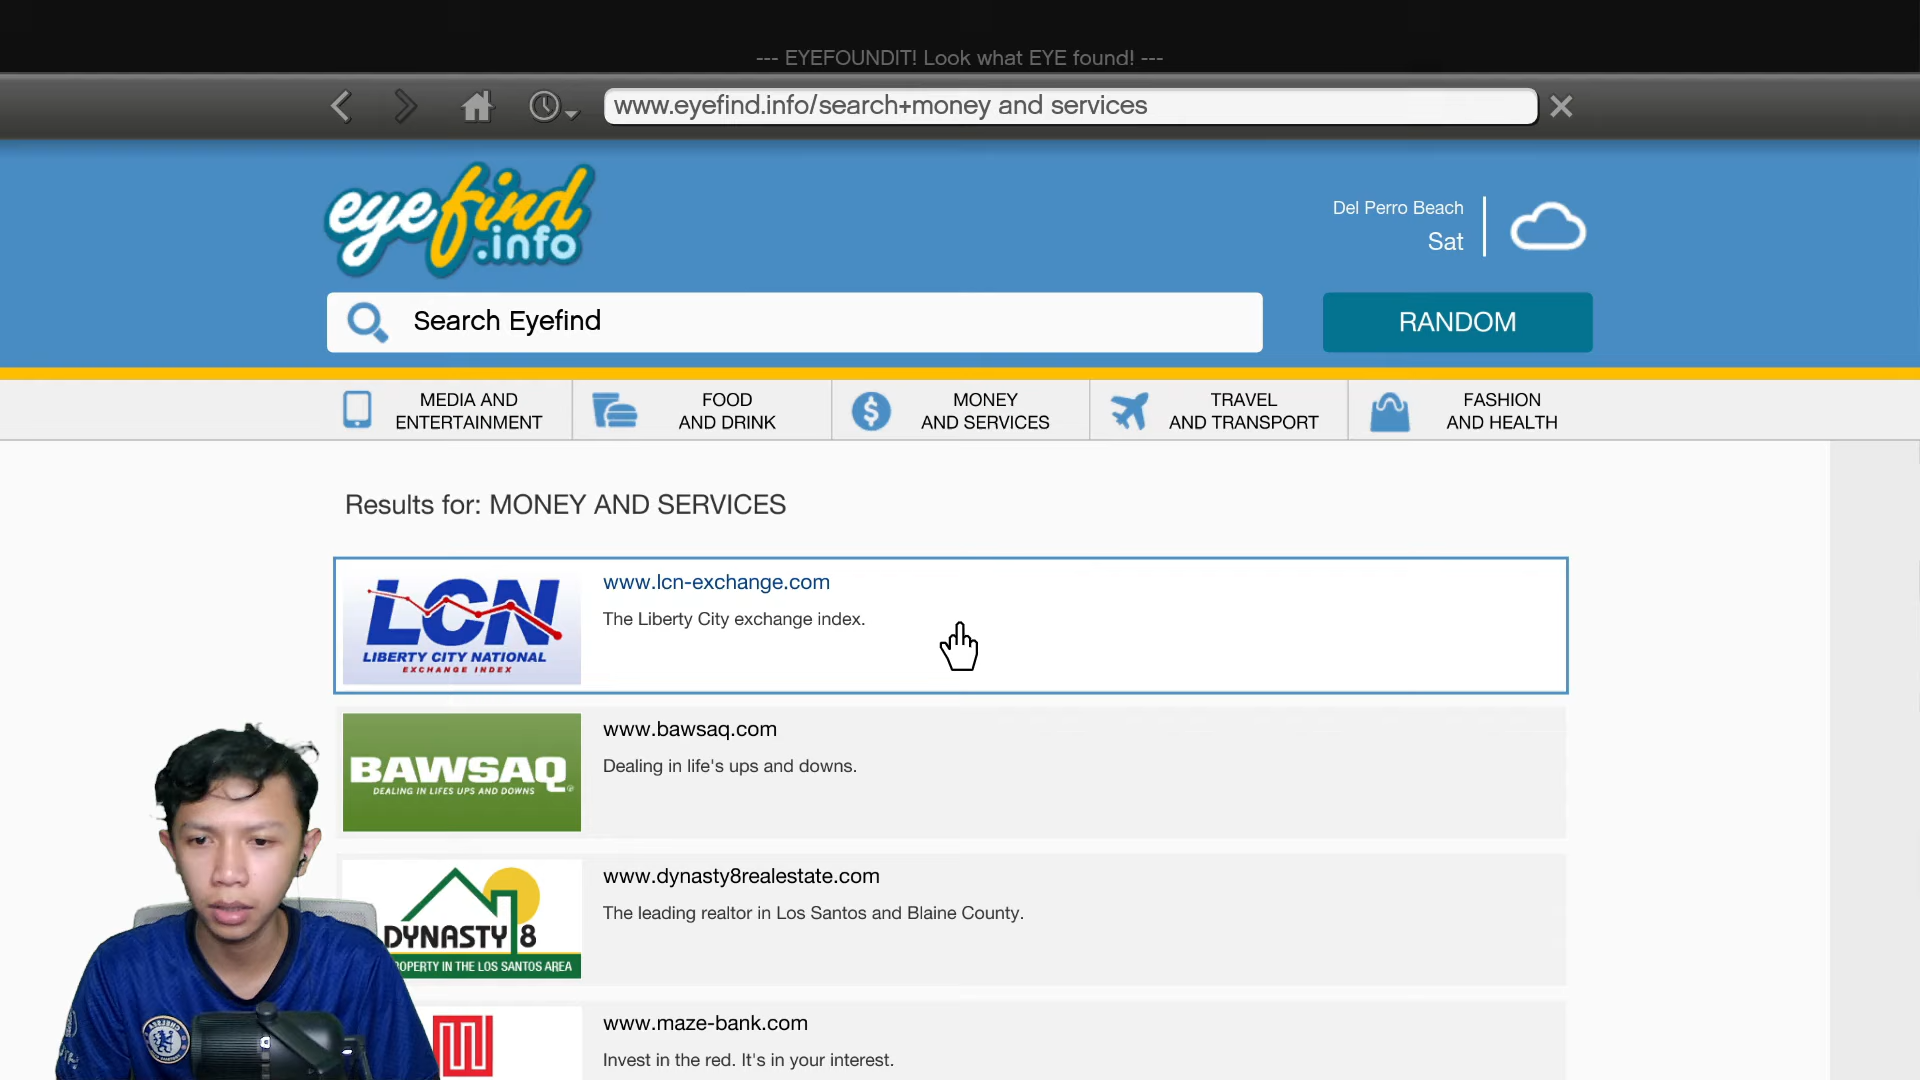 --- EYEFOUNDIT! Look what EYE found! ---
www.eyefind.info/search+money and services
eyefind
.info
Del Perro Beach
Sat
Search Eyefind
RANDOM
MEDIA AND
ENTERTAINMENT
FOOD
AND DRINK
MONEY
AND SERVICES
TRAVEL
AND TRANSPORT
FASHION
AND HEALTH
Results for: MONEY AND SERVICES
LCN
LIBERTY CITY NATIONAL
EXCHANGE INDEX
www.lcn-exchange.com
The Liberty City exchange index.
BAWSAQ
DEALING IN LIFES UPS AND DOWNS
www.bawsaq.com
Dealing in life's ups and downs.
DYNASTY 8
ROPERTY IN THE LOS SANTOS AREA
www.dynasty8realestate.com
The leading realtor in Los Santos and Blaine County.
www.maze-bank.com
Invest in the red. It's in your interest.
CHELSEA